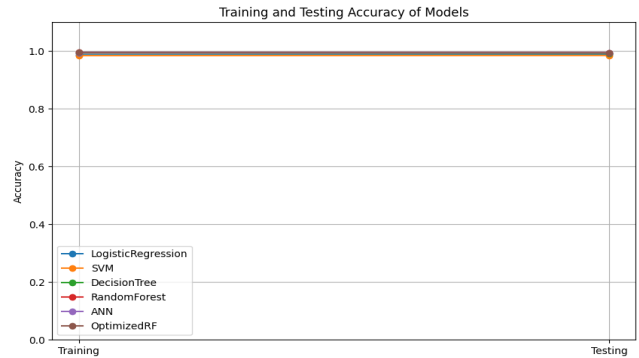 Training and Testing Accuracy of Models
Accuracy
1.0
0.8
0.6
0.4
0.2
0.0
LogisticRegression
SVM
DecisionTree
RandomForest
ANN
OptimizedRF
Training
Testing